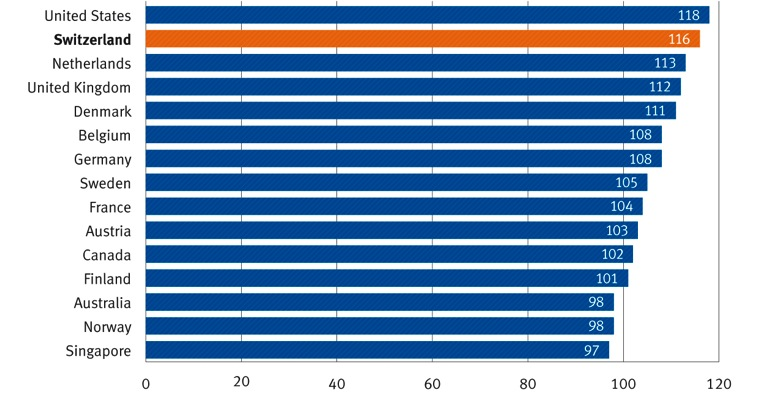 United States 118
Switzerland 116
Netherlands 113
United Kingdom 112
Denmark 111
Belgium 108
Germany 108
Sweden 105
France 104
Austria 103
Canada 102
Finland 101
Australia 98
Norway 98
Singapore 97
0 20 40 60 80 100 120